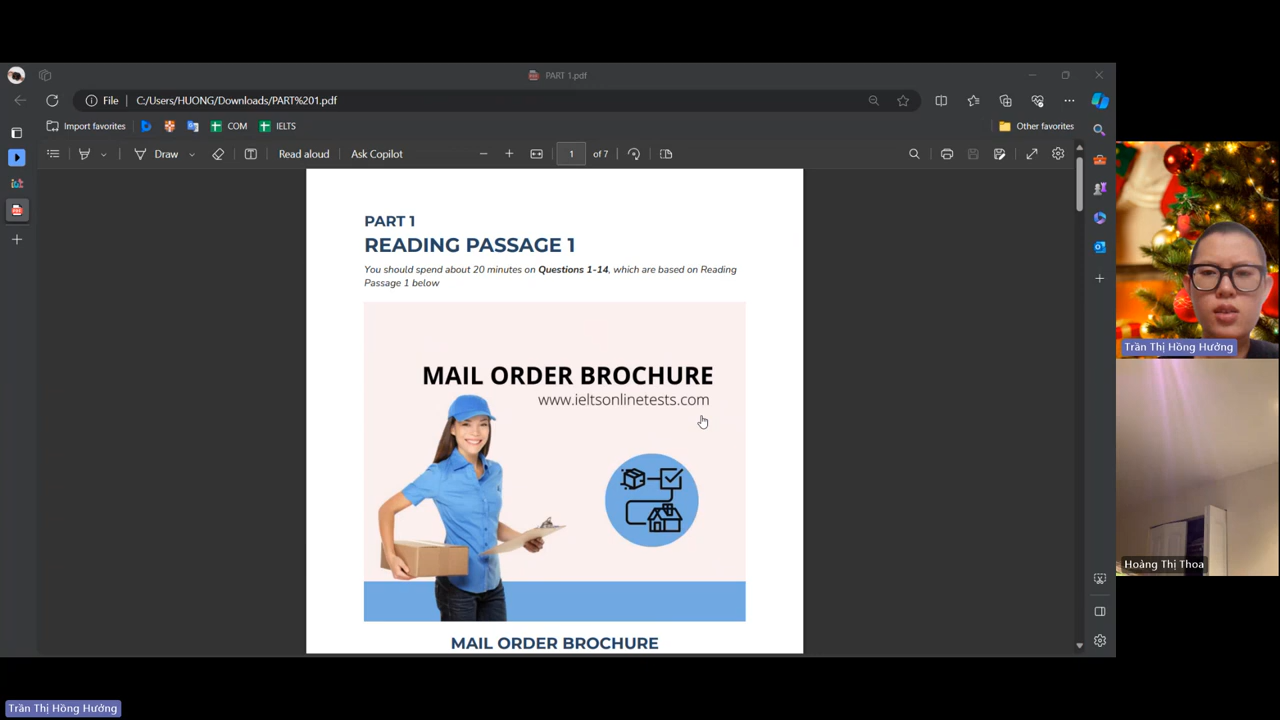 PART 1.pdf
File
C:/Users/HUONG/Downloads/PART%201.pdf
Import favorites
COM
IELTS
Other favorites
Draw
Read aloud
Ask Copilot
1
of 7
PART 1
READING PASSAGE 1
You should spend about 20 minutes on Questions 1-14, which are based on Reading
Passage 1 below
MAIL ORDER BROCHURE
www.ieltsonlinetests.com
MAIL ORDER BROCHURE
Trần Thị Hồng Hưởng
Hoàng Thị Thoa
Trần Thị Hồng Hưởng